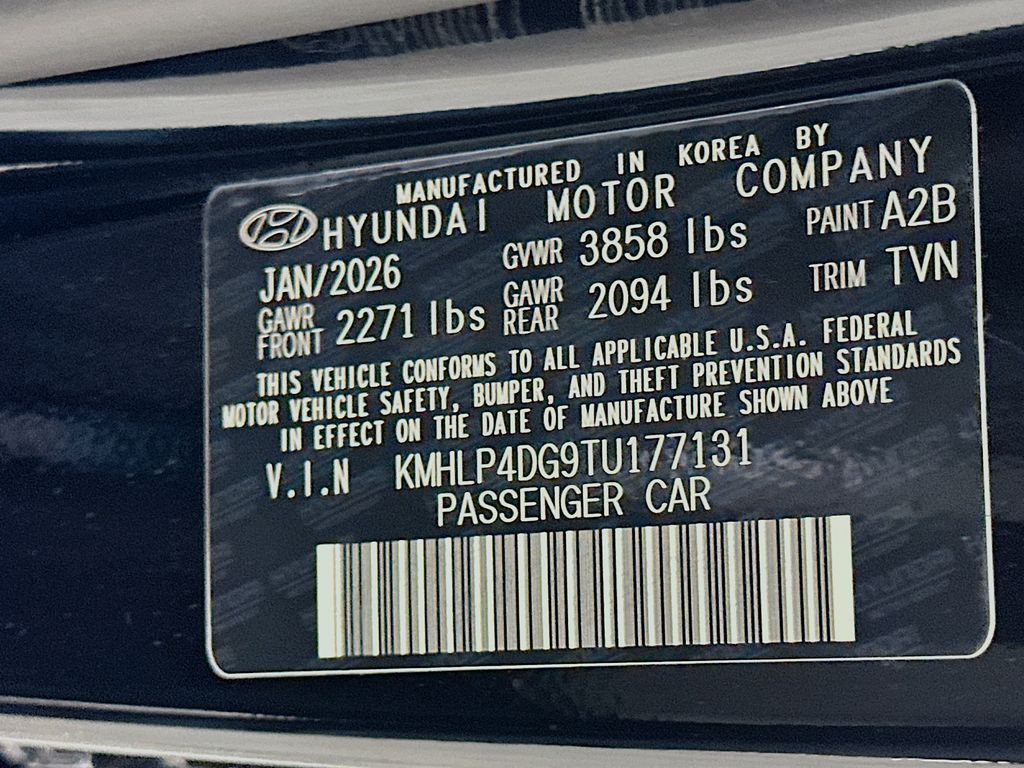 MANUFACTURED IN KOREA BY
HYUNDAI MOTOR COMPANY
JAN/2026 GVWR 3858 lbs PAINT A2B
GAWR FRONT 2271 lbs GAWR REAR 2094 lbs TRIM TVN
THIS VEHICLE CONFORMS TO ALL APPLICABLE U.S.A. FEDERAL
MOTOR VEHICLE SAFETY, BUMPER, AND THEFT PREVENTION STANDARDS
IN EFFECT ON THE DATE OF MANUFACTURE SHOWN ABOVE
V.I.N KMHLP4DG9TU177131
PASSENGER CAR